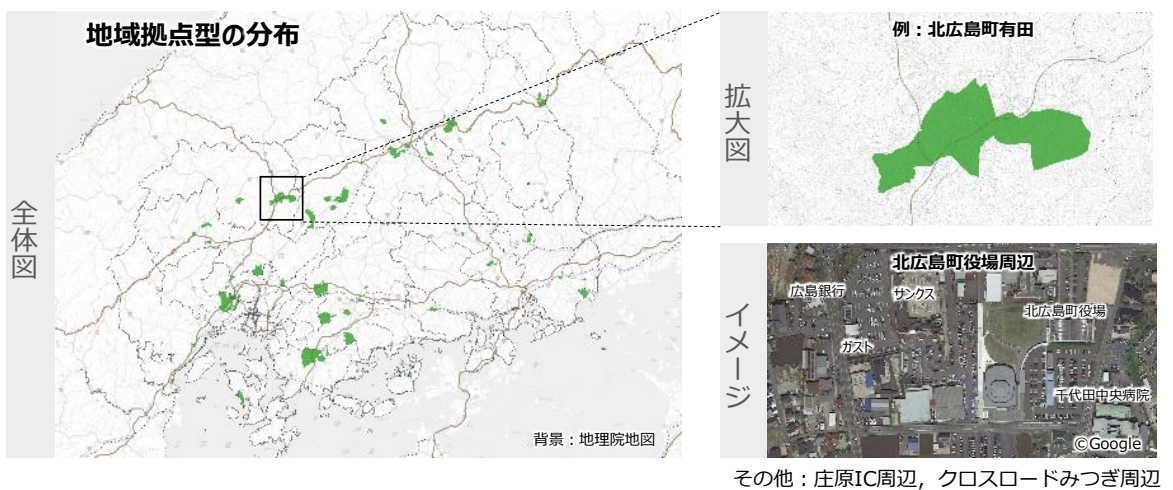 地域拠点型の分布
全体図
背景：地理院地図
拡大図
例：北広島町有田
イメージ
北広島町役場周辺
広島銀行
サンクス
北広島町役場
ガスト
千代田中央病院
©Google
その他：庄原IC周辺，クロスロードみつぎ周辺